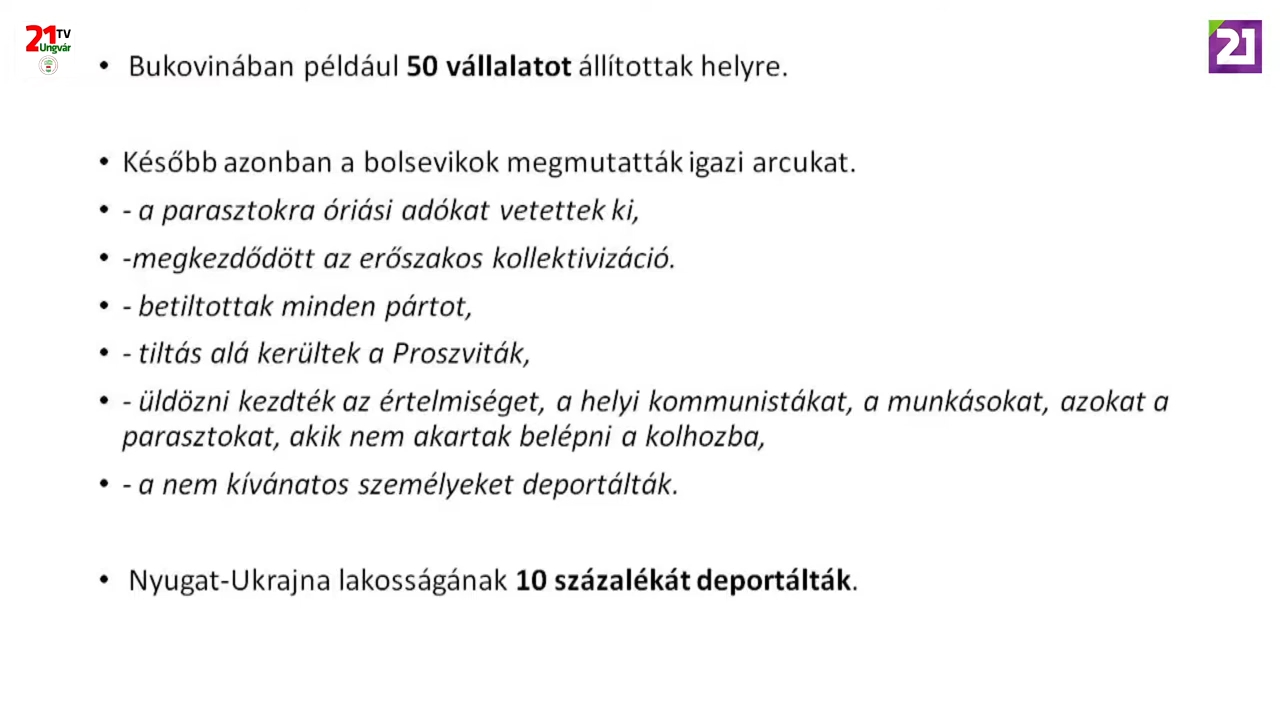 21 TV
Ungvár
21
• Bukovinában például 50 vállalatot állítottak helyre.
• Később azonban a bolsevikok megmutatták igazi arcukat.
• - a parasztokra óriási adókat vetettek ki,
• -megkezdődött az erőszakos kollektivizáció.
• - betiltottak minden pártot,
• - tiltás alá kerültek a Proszviták,
• - üldözni kezdték az értelmiséget, a helyi kommunistákat, a munkásokat, azokat a
parasztokat, akik nem akartak belépni a kolhozba,
• - a nem kívánatos személyeket deportálták.
• Nyugat-Ukrajna lakosságának 10 százalékát deportálták.